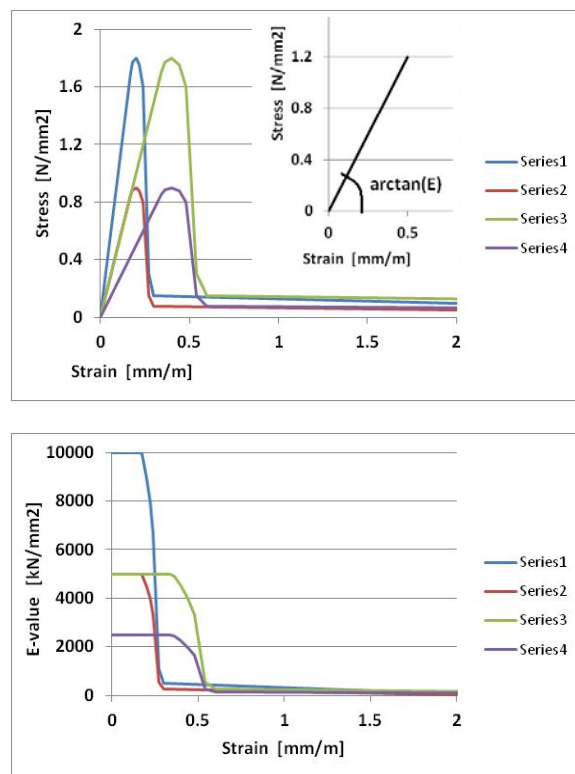 2
1.6
1.2
0.8
0.4
0
Stress [N/mm2]
0 0.5 1 1.5 2
Strain [mm/m]
1.2
0.8
0.4
0
Stress [N/mm2]
arctan(E)
0 0.5
Strain [mm/m]
Series1
Series2
Series3
Series4
10000
8000
6000
4000
2000
0
E-value [kN/mm2]
0 0.5 1 1.5 2
Strain [mm/m]
Series1
Series2
Series3
Series4